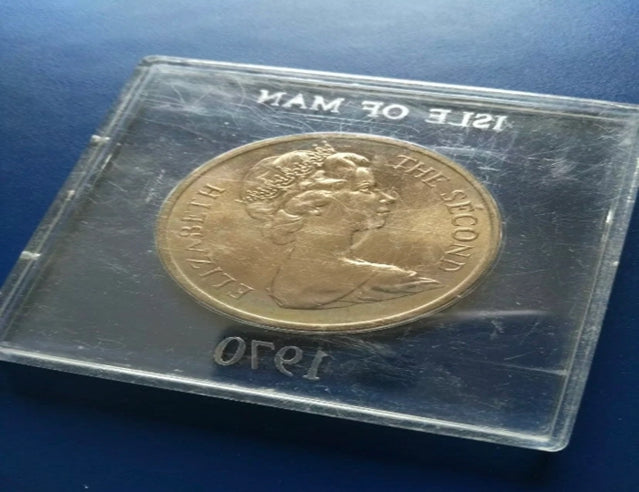 ISLE OF MAN
ELIZABETH THE SECOND
1970